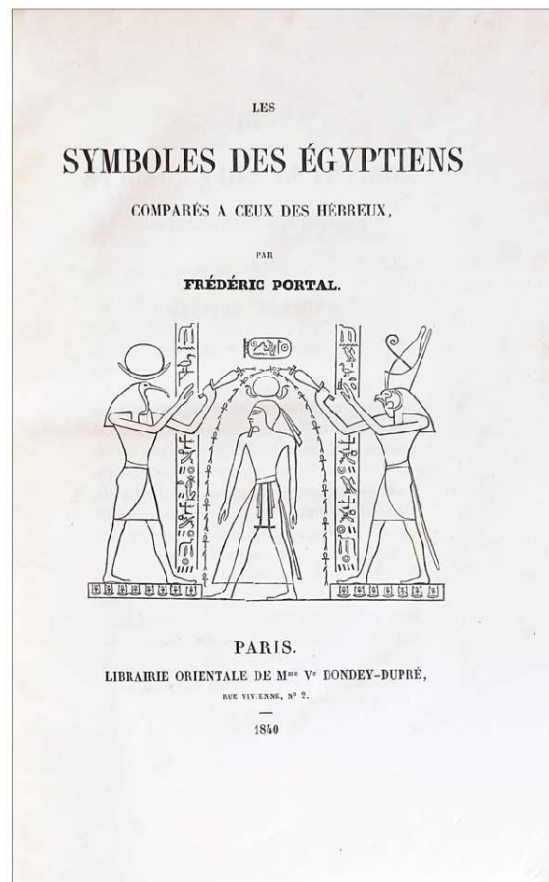 LES
SYMBOLES DES ÉGYPTIENS
COMPARÉS A CEUX DES HÉBREUX,
PAR
FRÉDÉRIC PORTAL.
PARIS.
LIBRAIRIE ORIENTALE DE Mme Ve DONDEY-DUPRÉ,
RUE VIVIENNE, No 2.
1840